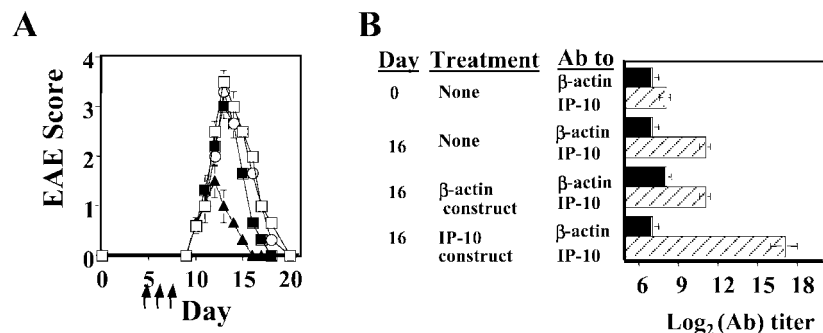 A
EAE Score
4
3
2
1
0
0 5 10 15 20
Day
B
Day Treatment Ab to
0 None β-actin
IP-10
16 None β-actin
IP-10
16 β-actin construct β-actin
IP-10
16 IP-10 construct β-actin
IP-10
6 9 12 15 18
Log2 (Ab) titer